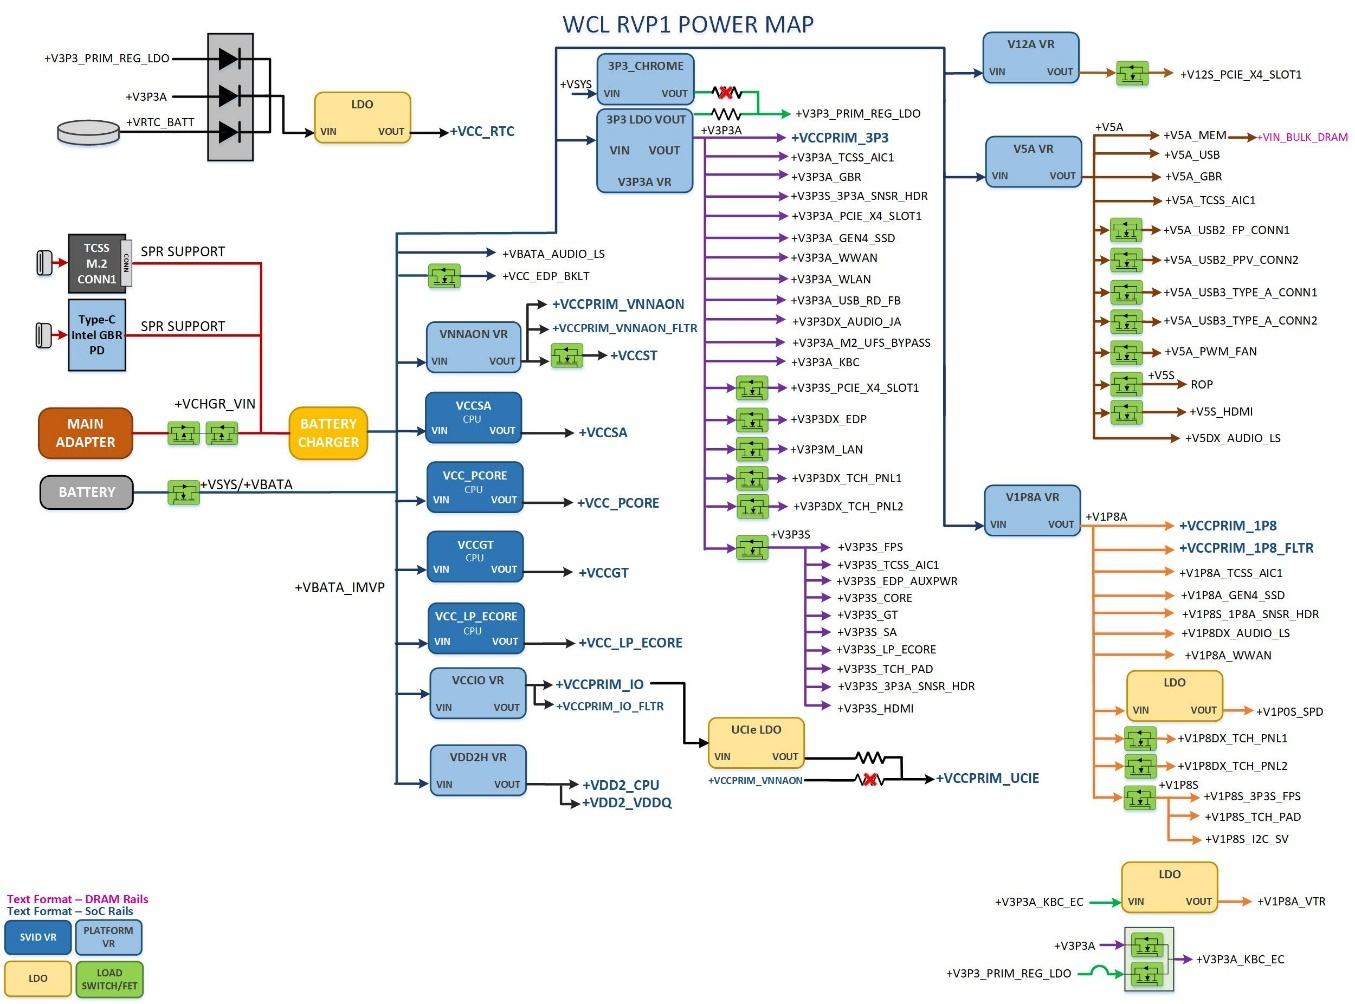 WCL RVP1 POWER MAP
+V3P3_PRIM_REG_LDO
+V3P3A
+VRTC_BATT
LDO
VIN VOUT
+VCC_RTC
TCSS
M.2
CONN1
CONN
SPR SUPPORT
Type-C
Intel GBR
PD
SPR SUPPORT
+VCHGR_VIN
MAIN
ADAPTER
BATTERY
CHARGER
BATTERY
+VSYS/+VBATA
+VBATA_IMVP
+VBATA_AUDIO_LS
+VCC_EDP_BKLT
VNNAON VR
VIN VOUT
+VCCPRIM_VNNAON
+VCCPRIM_VNNAON_FLTR
+VCCST
VCCSA
CPU
VIN VOUT
+VCCSA
VCC_PCORE
CPU
VIN VOUT
+VCC_PCORE
VCCGT
CPU
VIN VOUT
+VCCGT
VCC_LP_ECORE
CPU
VIN VOUT
+VCC_LP_ECORE
VCCIO VR
VIN VOUT
+VCCPRIM_IO
+VCCPRIM_IO_FLTR
VDD2H VR
VIN VOUT
+VDD2_CPU
+VDD2_VDDQ
UCIe LDO
VIN VOUT
+VCCPRIM_VNNAON
+VCCPRIM_UCIE
+VSYS
3P3_CHROME
VIN VOUT
3P3 LDO VOUT
VIN VOUT
V3P3A VR
+V3P3_PRIM_REG_LDO
+V3P3A
+VCCPRIM_3P3
+V3P3A_TCSS_AIC1
+V3P3A_GBR
+V3P3S_3P3A_SNSR_HDR
+V3P3A_PCIE_X4_SLOT1
+V3P3A_GEN4_SSD
+V3P3A_WWAN
+V3P3A_WLAN
+V3P3A_USB_RD_FB
+V3P3DX_AUDIO_JA
+V3P3A_M2_UFS_BYPASS
+V3P3A_KBC
+V3P3S_PCIE_X4_SLOT1
+V3P3DX_EDP
+V3P3M_LAN
+V3P3DX_TCH_PNL1
+V3P3DX_TCH_PNL2
+V3P3S
+V3P3S_FPS
+V3P3S_TCSS_AIC1
+V3P3S_EDP_AUXPWR
+V3P3S_CORE
+V3P3S_GT
+V3P3S_SA
+V3P3S_LP_ECORE
+V3P3S_TCH_PAD
+V3P3S_3P3A_SNSR_HDR
+V3P3S_HDMI
V12A VR
VIN VOUT
+V12S_PCIE_X4_SLOT1
V5A VR
VIN VOUT
+V5A
+V5A_MEM
+VIN_BULK_DRAM
+V5A_USB
+V5A_GBR
+V5A_TCSS_AIC1
+V5A_USB2_FP_CONN1
+V5A_USB2_PPV_CONN2
+V5A_USB3_TYPE_A_CONN1
+V5A_USB3_TYPE_A_CONN2
+V5A_PWM_FAN
+V5S
ROP
+V5S_HDMI
+V5DX_AUDIO_LS
V1P8A VR
VIN VOUT
+V1P8A
+VCCPRIM_1P8
+VCCPRIM_1P8_FLTR
+V1P8A_TCSS_AIC1
+V1P8A_GEN4_SSD
+V1P8S_1P8A_SNSR_HDR
+V1P8DX_AUDIO_LS
+V1P8A_WWAN
LDO
VIN VOUT
+V1P0S_SPD
+V1P8DX_TCH_PNL1
+V1P8DX_TCH_PNL2
+V1P8S
+V1P8S_3P3S_FPS
+V1P8S_TCH_PAD
+V1P8S_I2C_SV
+V3P3A_KBC_EC
LDO
VIN VOUT
+V1P8A_VTR
+V3P3A
+V3P3_PRIM_REG_LDO
+V3P3A_KBC_EC
Text Format – DRAM Rails
Text Format – SoC Rails
SVID VR
PLATFORM
VR
LDO
LOAD
SWITCH/FET